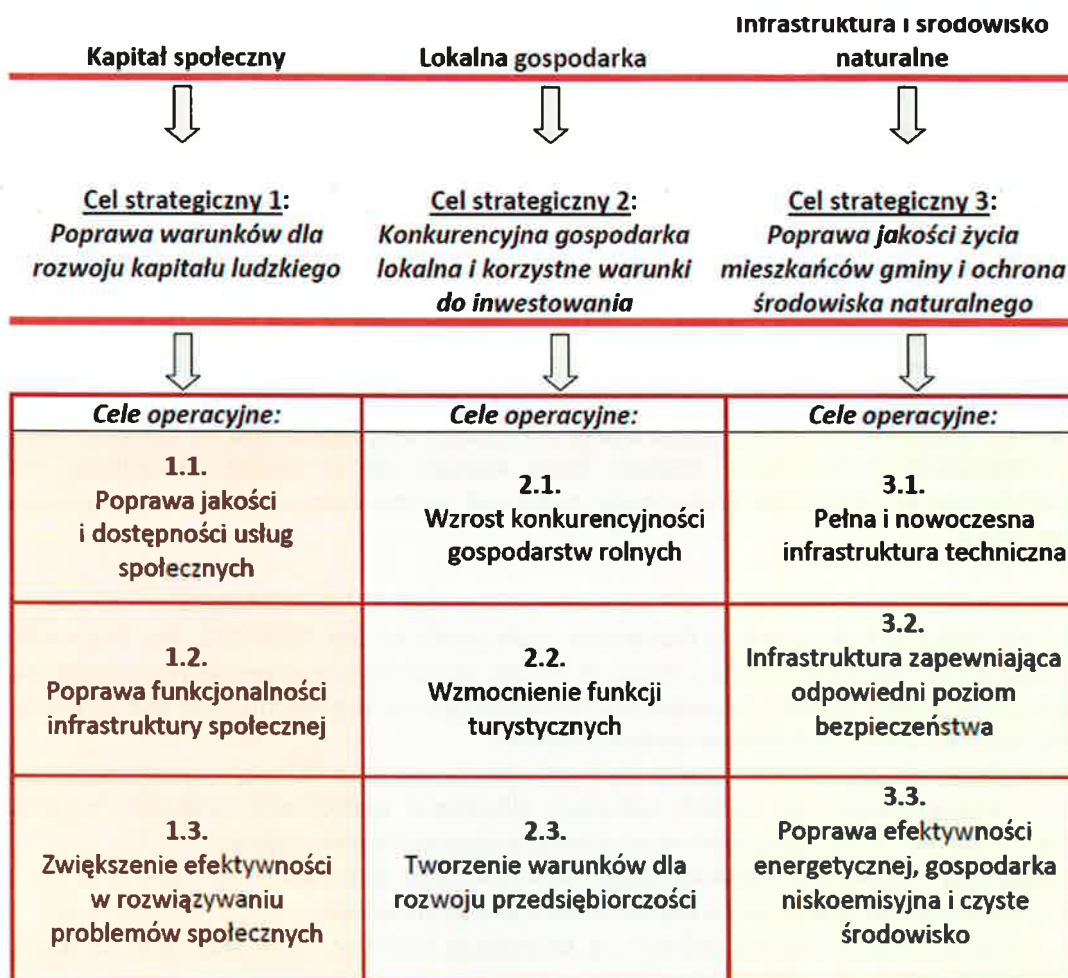 Kapitał społeczny
Lokalna gospodarka
Infrastruktura i środowisko
naturalne
Cel strategiczny 1:
Poprawa warunków dla
rozwoju kapitału ludzkiego
Cel strategiczny 2:
Konkurencyjna gospodarka
lokalna i korzystne warunki
do inwestowania
Cel strategiczny 3:
Poprawa jakości życia
mieszkańców gminy i ochrona
środowiska naturalnego
Cele operacyjne:
Cele operacyjne:
Cele operacyjne:
1.1.
Poprawa jakości
i dostępności usług
społecznych
2.1.
Wzrost konkurencyjności
gospodarstw rolnych
3.1.
Pełna i nowoczesna
infrastruktura techniczna
1.2.
Poprawa funkcjonalności
infrastruktury społecznej
2.2.
Wzmocnienie funkcji
turystycznych
3.2.
Infrastruktura zapewniająca
odpowiedni poziom
bezpieczeństwa
1.3.
Zwiększenie efektywności
w rozwiązywaniu
problemów społecznych
2.3.
Tworzenie warunków dla
rozwoju przedsiębiorczości
3.3.
Poprawa efektywności
energetycznej, gospodarka
niskoemisyjna i czyste
środowisko